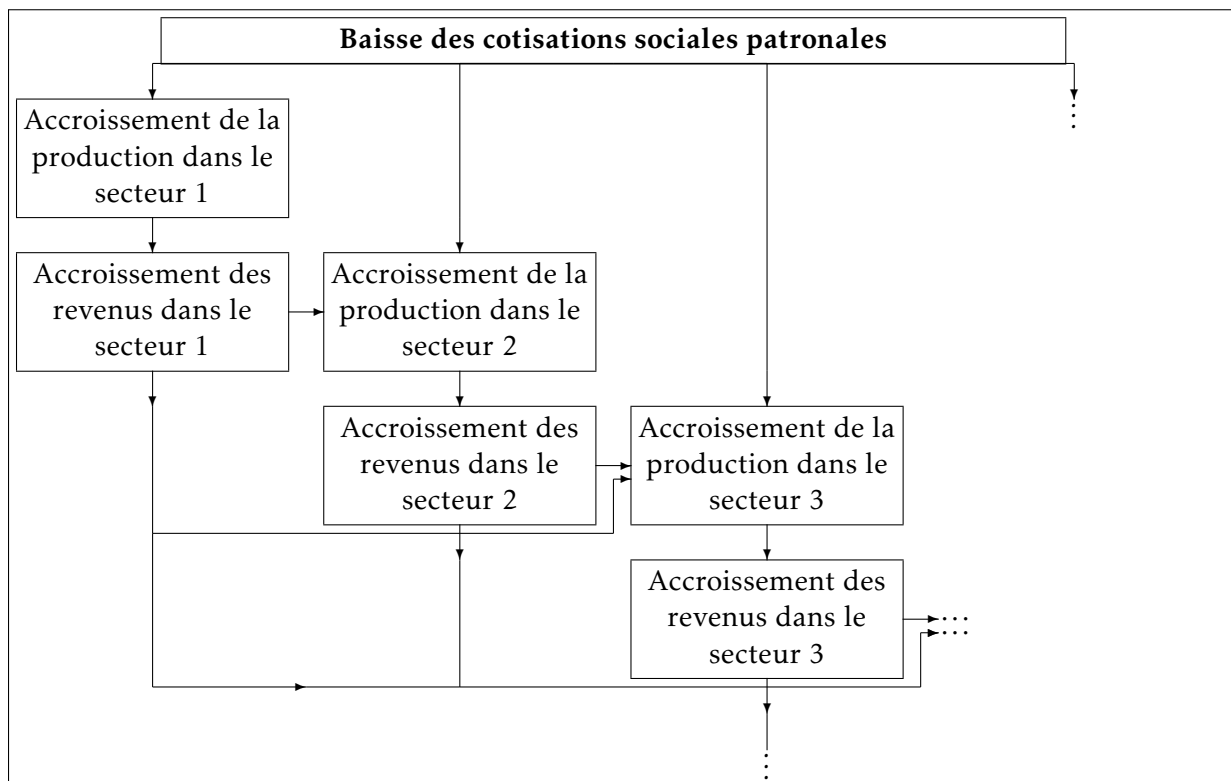 Baisse des cotisations sociales patronales
Accroissement de la
production dans le
secteur 1
Accroissement des
revenus dans le
secteur 1
Accroissement de la
production dans le
secteur 2
Accroissement des
revenus dans le
secteur 2
Accroissement de la
production dans le
secteur 3
Accroissement des
revenus dans le
secteur 3